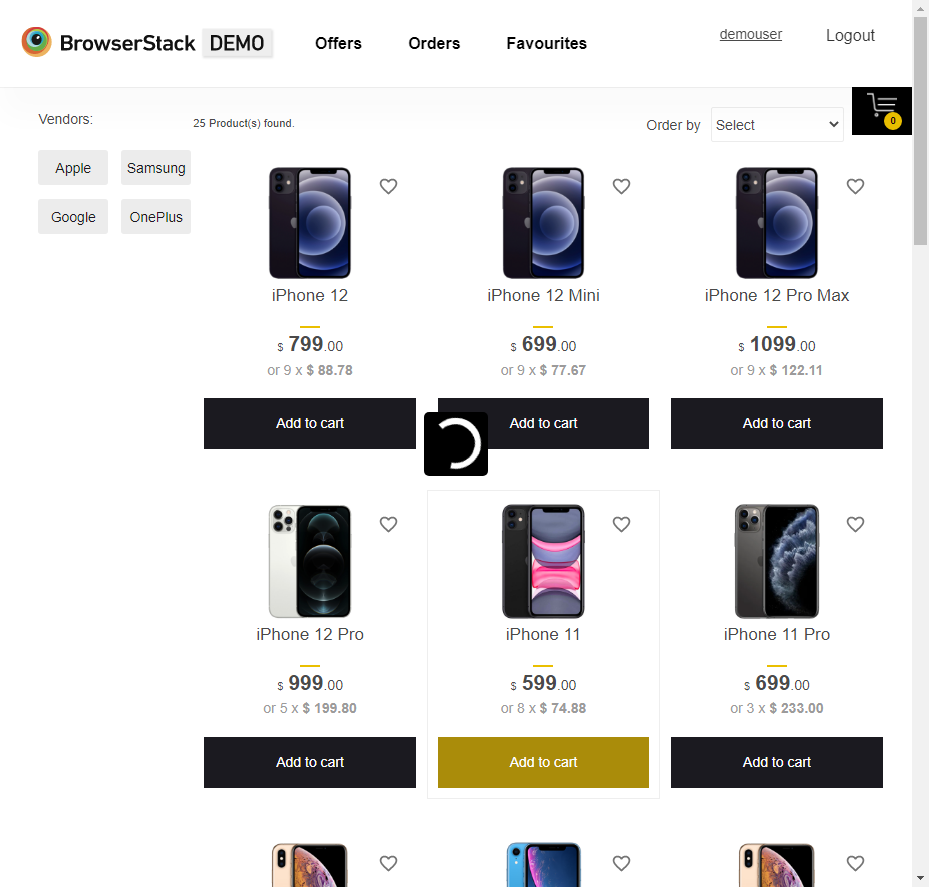 BrowserStack DEMO
Offers
Orders
Favourites
demouser
Logout
Vendors:
25 Product(s) found.
Order by
Select
0
Apple
Samsung
Google
OnePlus
iPhone 12
$ 799.00
or 9 x $ 88.78
Add to cart
iPhone 12 Mini
$ 699.00
or 9 x $ 77.67
Add to cart
iPhone 12 Pro Max
$ 1099.00
or 9 x $ 122.11
Add to cart
iPhone 12 Pro
$ 999.00
or 5 x $ 199.80
Add to cart
iPhone 11
$ 599.00
or 8 x $ 74.88
Add to cart
iPhone 11 Pro
$ 699.00
or 3 x $ 233.00
Add to cart